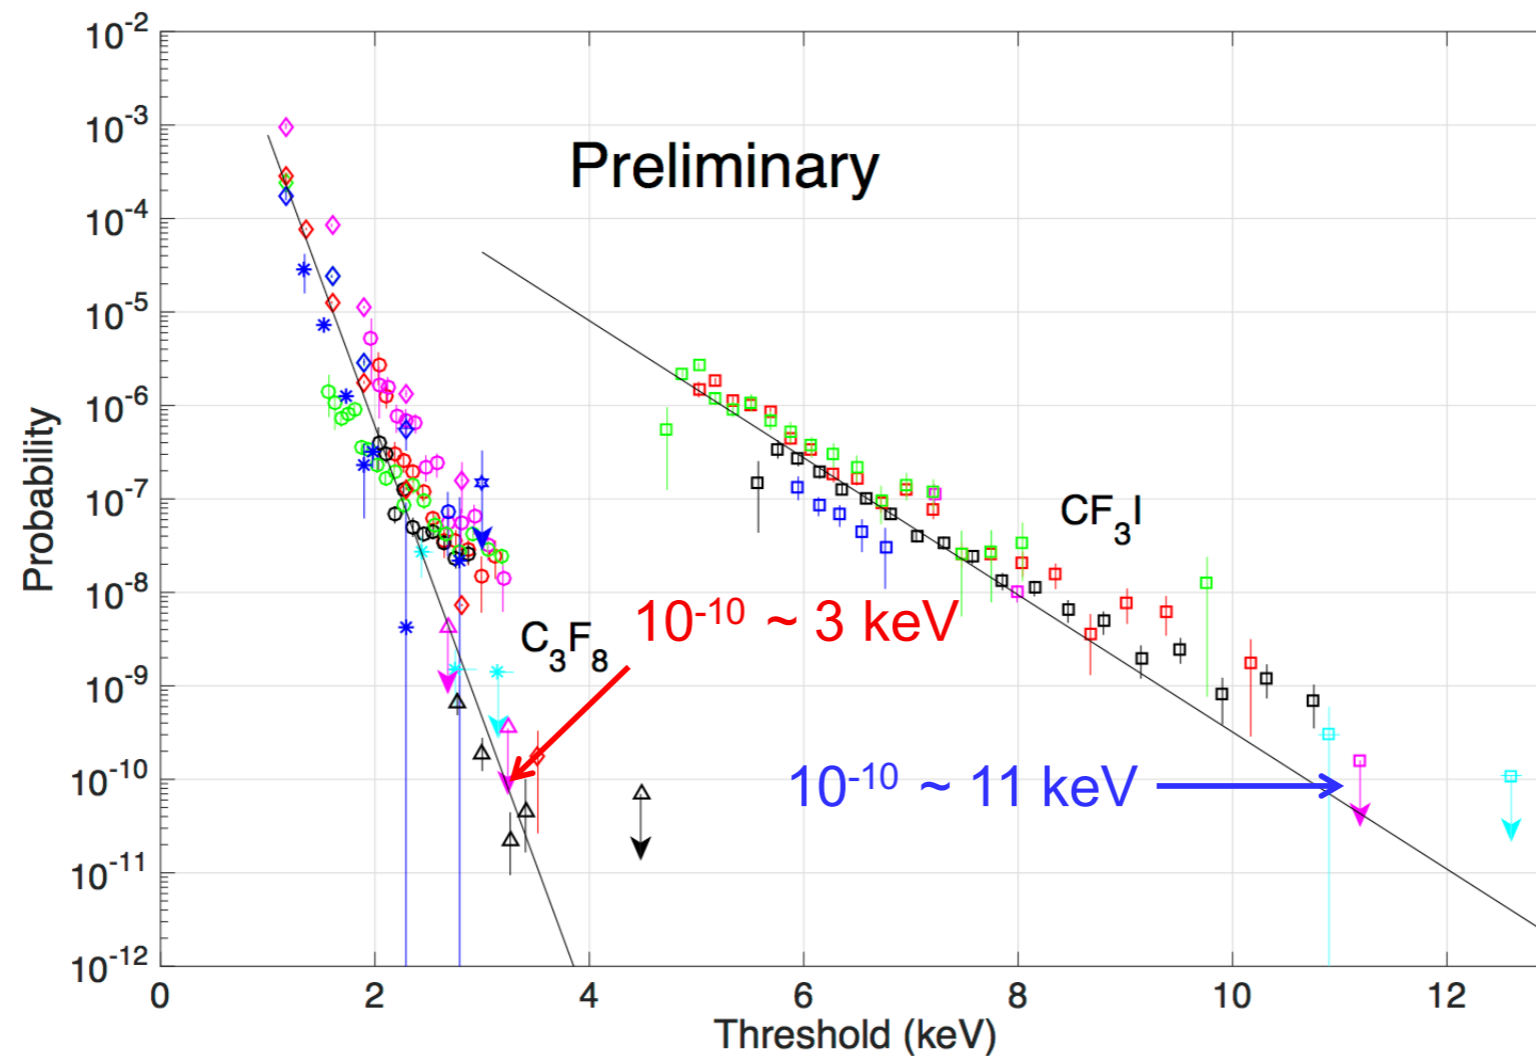 Probability
10⁻²
10⁻³
10⁻⁴
10⁻⁵
10⁻⁶
10⁻⁷
10⁻⁸
10⁻⁹
10⁻¹⁰
10⁻¹¹
10⁻¹²
Preliminary
CF₃I
C₃F₈
10⁻¹⁰ ~ 3 keV
10⁻¹⁰ ~ 11 keV
0 2 4 6 8 10 12
Threshold (keV)